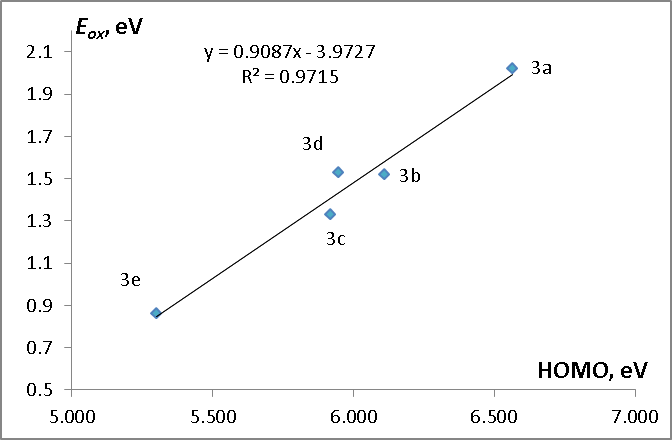 E_ox, eV
2.1
y = 0.9087x - 3.9727
R² = 0.9715
3a
1.9
1.7
3d
1.5
3b
1.3
3c
1.1
3e
0.9
0.7
HOMO, eV
0.5
5.000 5.500 6.000 6.500 7.000